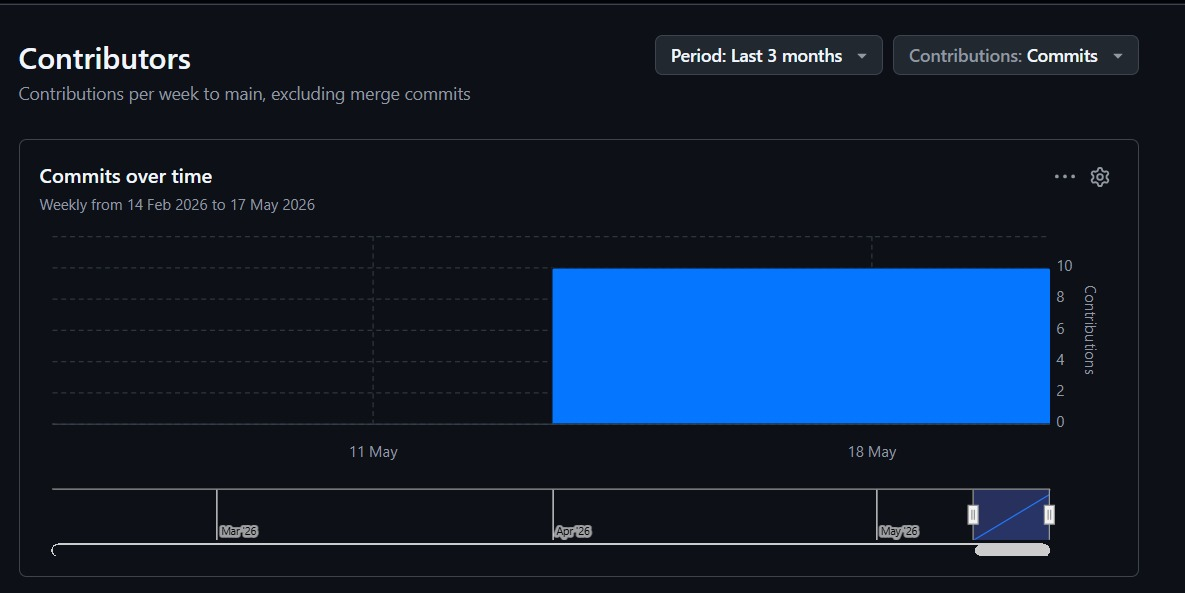 Contributors
Period: Last 3 months
Contributions: Commits
Contributions per week to main, excluding merge commits
Commits over time
Weekly from 14 Feb 2026 to 17 May 2026
10
8
6
4
2
0
Contributions
11 May
18 May
Mar '26
Apr '26
May '26